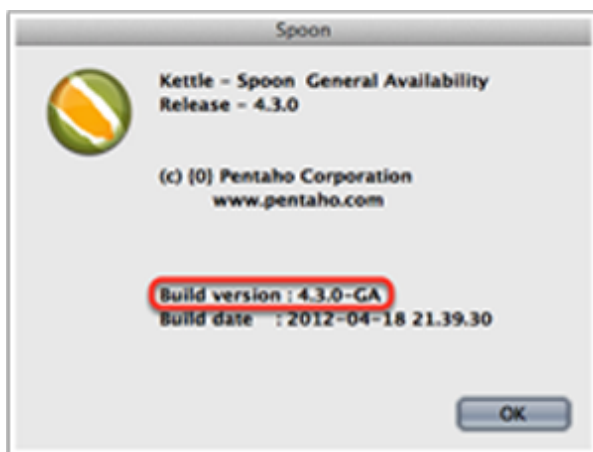 Spoon
Kettle - Spoon General Availability
Release - 4.3.0
(c) {0} Pentaho Corporation
www.pentaho.com
Build version : 4.3.0-GA
Build date : 2012-04-18 21.39.30
OK